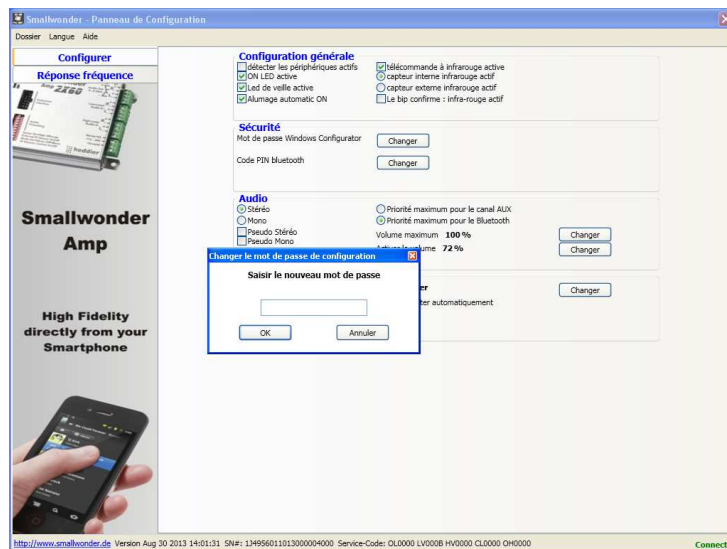 Smallwonder - Panneau de Configuration
Dossier Langue Aide
Configurer
Réponse fréquence
Amp 2X60
heddier
Smallwonder
Amp
High Fidelity
directly from your
Smartphone
Configuration générale
détecter les périphériques actifs
télécommande à infrarouge active
ON LED active
capteur interne infrarouge actif
Led de veille active
capteur externe infrarouge actif
Alumage automatic ON
Le bip confirme : infra-rouge actif
Sécurité
Mot de passe Windows Configurator
Changer
Code PIN bluetooth
Changer
Audio
Stéréo
Priorité maximum pour le canal AUX
Mono
Priorité maximum pour le Bluetooth
Pseudo Stéréo
Volume maximum 100 %
Changer
Pseudo Mono
volume 72 %
Changer
Changer le mot de passe de configuration
Saisir le nouveau mot de passe
OK
Annuler
er
Changer
ter automatiquement
http://www.smallwonder.de Version Aug 30 2013 14:01:31 SN#: 1J4956011013000004000 Service-Code: OL0000 LV000B HV0000 CL0000 OH0000
Connect